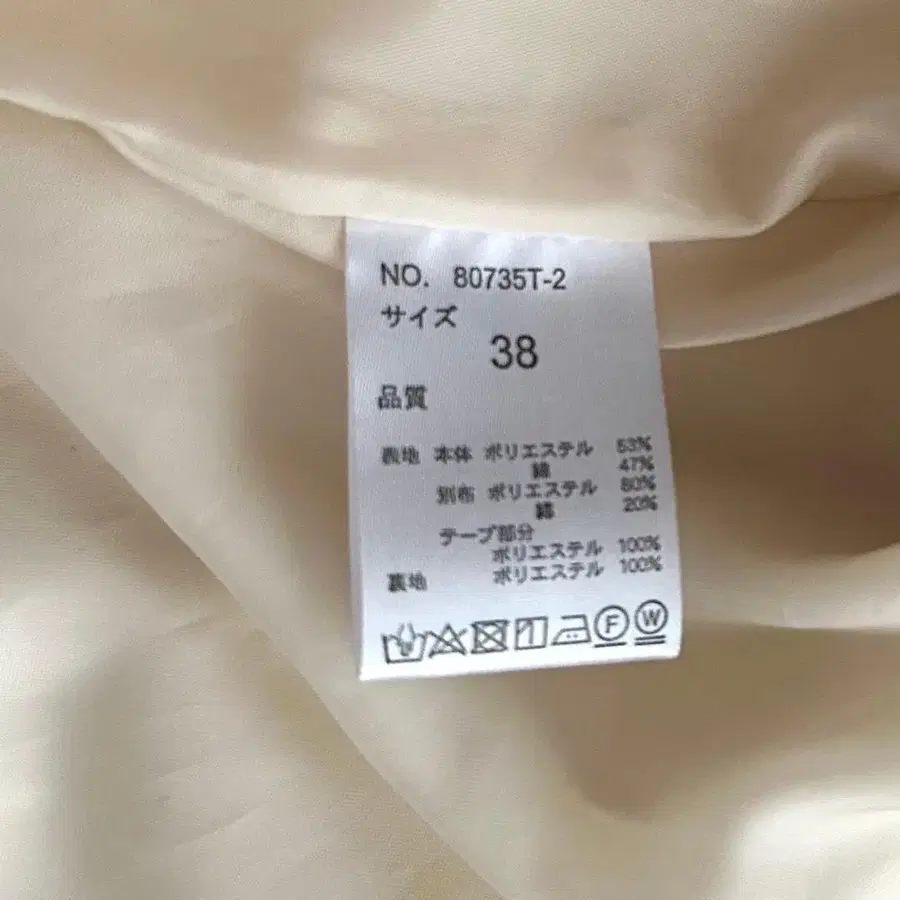 NO. 80735T-2
サイズ
38
品質
表地 本体 ポリエステル 53%
綿 47%
別布 ポリエステル 80%
綿 20%
テープ部分
ポリエステル 100%
裏地 ポリエステル 100%
F W